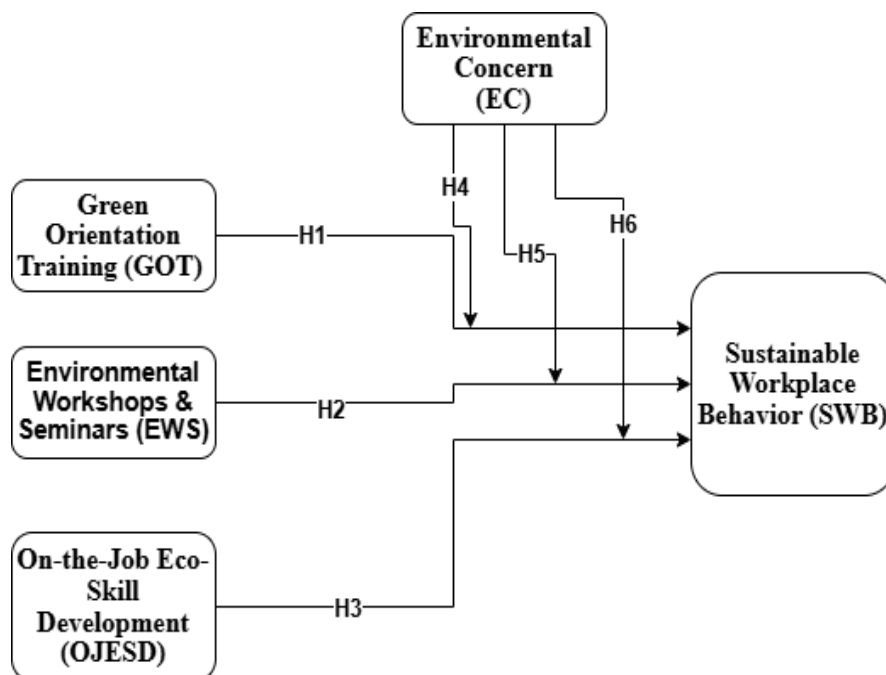 Environmental
Concern
(EC)
H4
H6
H5
Green
Orientation
Training (GOT)
H1
Environmental
Workshops &
Seminars (EWS)
H2
Sustainable
Workplace
Behavior (SWB)
On-the-Job Eco-
Skill
Development
(OJESD)
H3